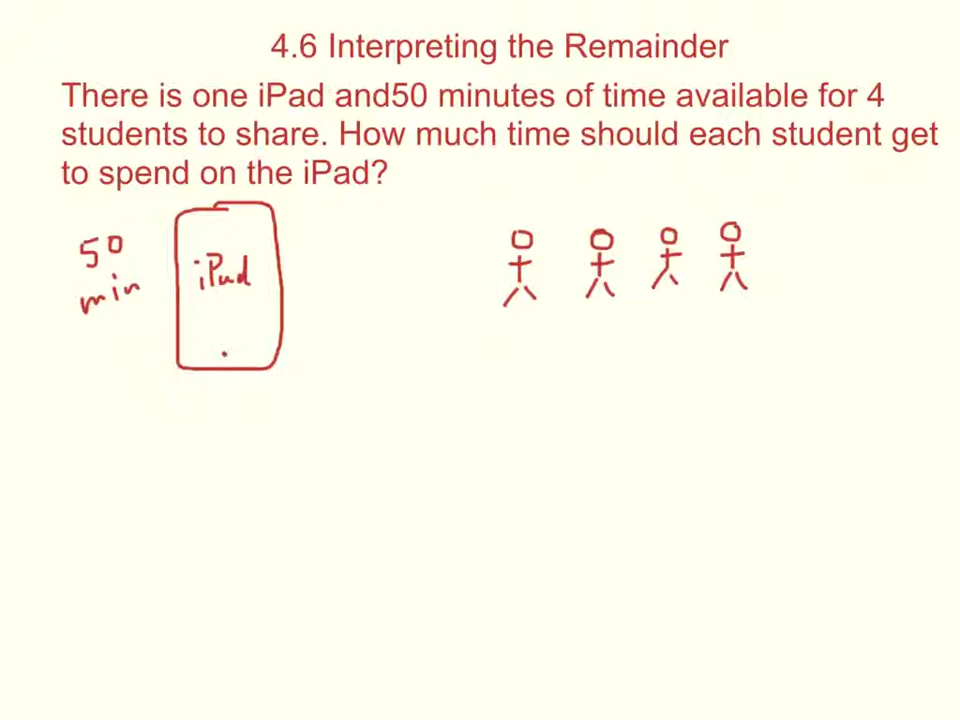 4.6 Interpreting the Remainder
There is one iPad and50 minutes of time available for 4
students to share. How much time should each student get
to spend on the iPad?
50
min
iPad